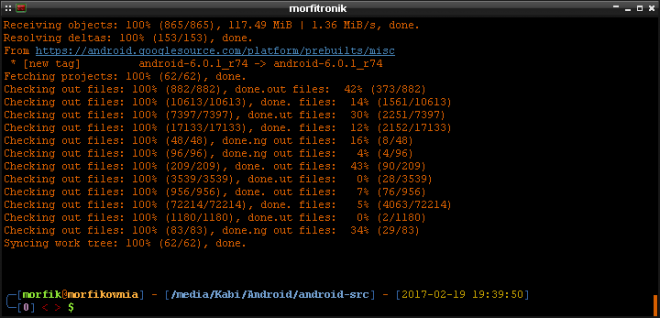 morfitronik
Receiving objects: 100% (865/865), 117.49 MiB | 1.36 MiB/s, done.
Resolving deltas: 100% (153/153), done.
From https://android.googlesource.com/platform/prebuilts/misc
 * [new tag]         android-6.0.1_r74 -> android-6.0.1_r74
Fetching projects: 100% (62/62), done.
Checking out files: 100% (882/882), done.out files:  42% (373/882)
Checking out files: 100% (10613/10613), done. files:  14% (1561/10613)
Checking out files: 100% (7397/7397), done.ut files:  30% (2251/7397)
Checking out files: 100% (17133/17133), done. files:  12% (2152/17133)
Checking out files: 100% (48/48), done.ng out files:  16% (8/48)
Checking out files: 100% (96/96), done.ng out files:   4% (4/96)
Checking out files: 100% (209/209), done. out files:  43% (90/209)
Checking out files: 100% (3539/3539), done.ut files:   0% (28/3539)
Checking out files: 100% (956/956), done. out files:   7% (76/956)
Checking out files: 100% (72214/72214), done. files:   5% (4063/72214)
Checking out files: 100% (1180/1180), done.ut files:   0% (2/1180)
Checking out files: 100% (83/83), done.ng out files:  34% (29/83)
Syncing work tree: 100% (62/62), done.
[morfik@morfikownia] - [/media/Kabi/Android/android-src] - [2017-02-19 19:39:50]
[0] < > $